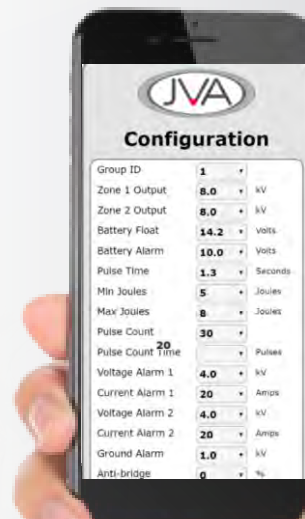 JVA
Configuration
Group ID 1
Zone 1 Output 8.0 kV
Zone 2 Output 8.0 kV
Battery Float 14.2 Volts
Battery Alarm 10.0 Volts
Pulse Time 1.3 Seconds
Min Joules 5 Joules
Max Joules 8 Joules
Pulse Count 30
20
Pulse Count Time Pulses
Voltage Alarm 1 4.0 kV
Current Alarm 1 20 Amps
Voltage Alarm 2 4.0 kV
Current Alarm 2 20 Amps
Ground Alarm 1.0 kV
Anti-bridge 0 %